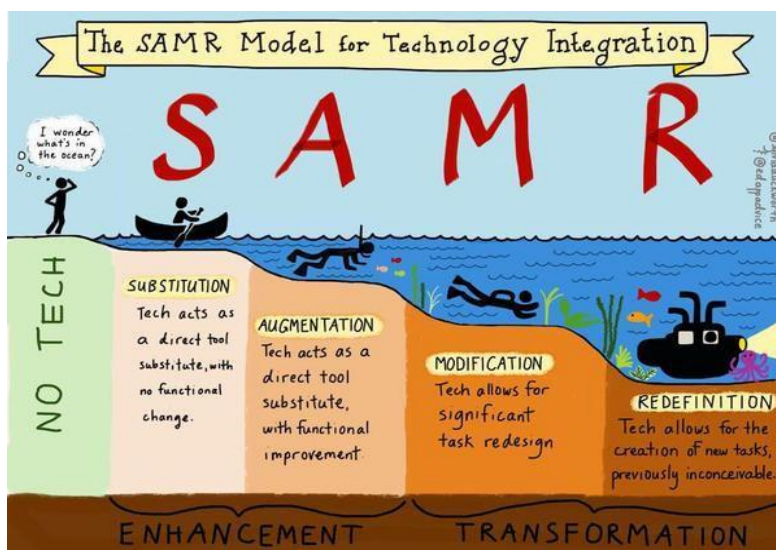 The SAMR Model for Technology Integration
S A M R
I wonder
what's in
the ocean?
@edappadvice
NO TECH
SUBSTITUTION
Tech acts as
a direct tool
substitute, with
no functional
change.
AUGMENTATION
Tech acts as a
direct tool
substitute,
with functional
improvement.
MODIFICATION
Tech allows for
significant
task redesign
REDEFINITION
Tech allows for the
creation of new tasks,
previously inconceivable.
ENHANCEMENT
TRANSFORMATION